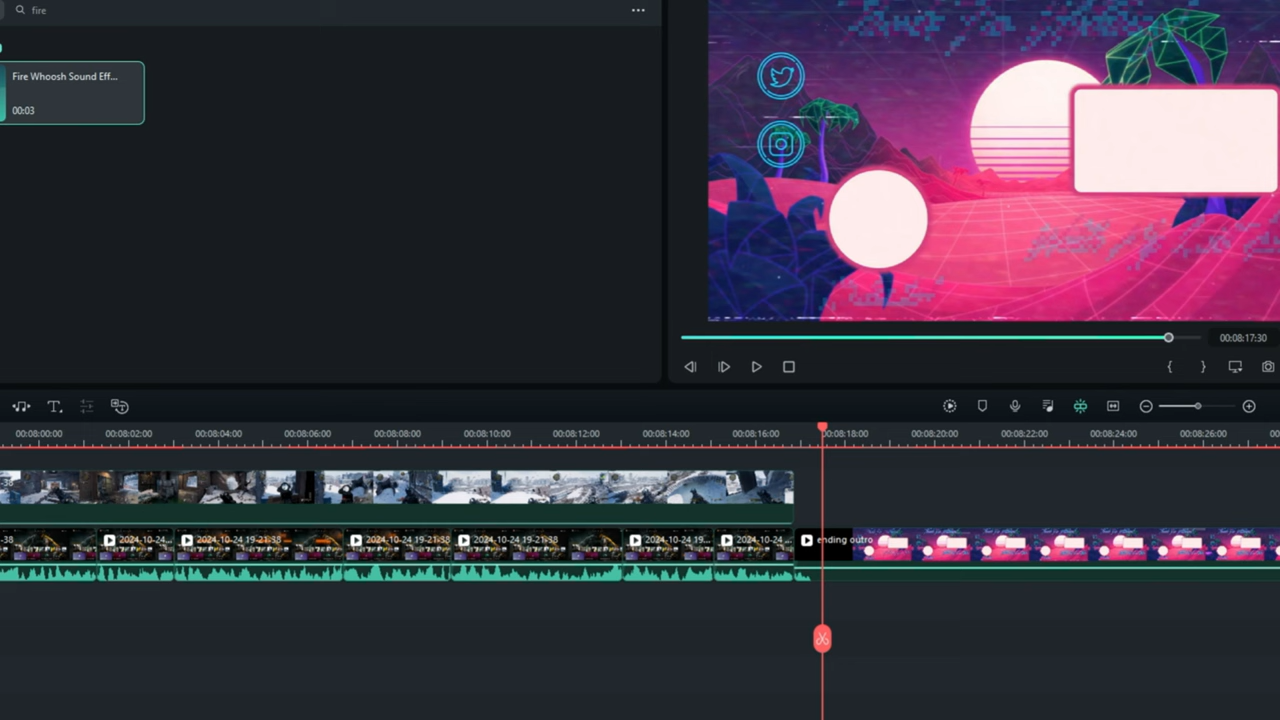 fire
Fire Whoosh Sound Eff...
00:03
00:08:17:30
00:08:00:00 00:08:02:00 00:08:04:00 00:08:06:00 00:08:08:00 00:08:10:00 00:08:12:00 00:08:14:00 00:08:16:00 00:08:18:00 00:08:20:00 00:08:22:00 00:08:24:00 00:08:26:00 00
-38
-38 2024-10-24... 2024-10-24 19-21-38 2024-10-24 19-21-38 2024-10-24 19-21-38 2024-10-24 19... 2024-10-24 ... ending outro